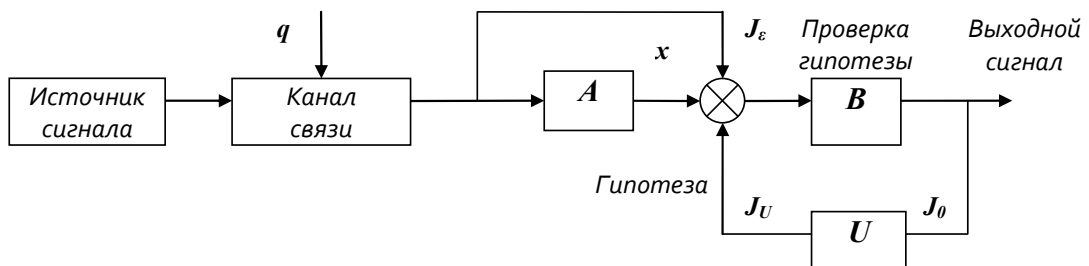 q
x
J_ε
Проверка
гипотезы
Выходной
сигнал
Источник
сигнала
Канал
связи
A
B
Гипотеза
J_U
U
J_0